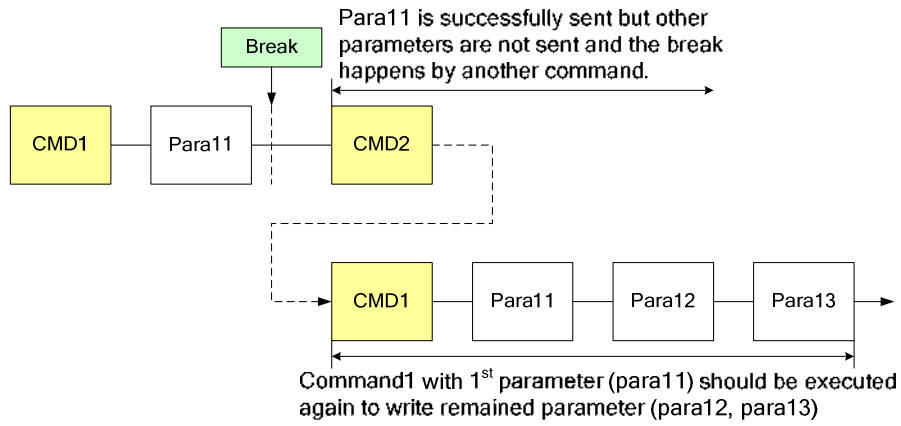 Para11 is successfully sent but other
parameters are not sent and the break
happens by another command.
Break
CMD1
Para11
CMD2
CMD1
Para11
Para12
Para13
Command1 with 1st parameter (para11) should be executed
again to write remained parameter (para12, para13)